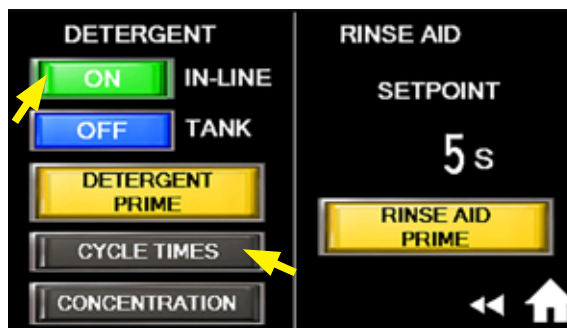 DETERGENT
ON IN-LINE
OFF TANK
DETERGENT
PRIME
CYCLE TIMES
CONCENTRATION
RINSE AID
SETPOINT
5 s
RINSE AID
PRIME